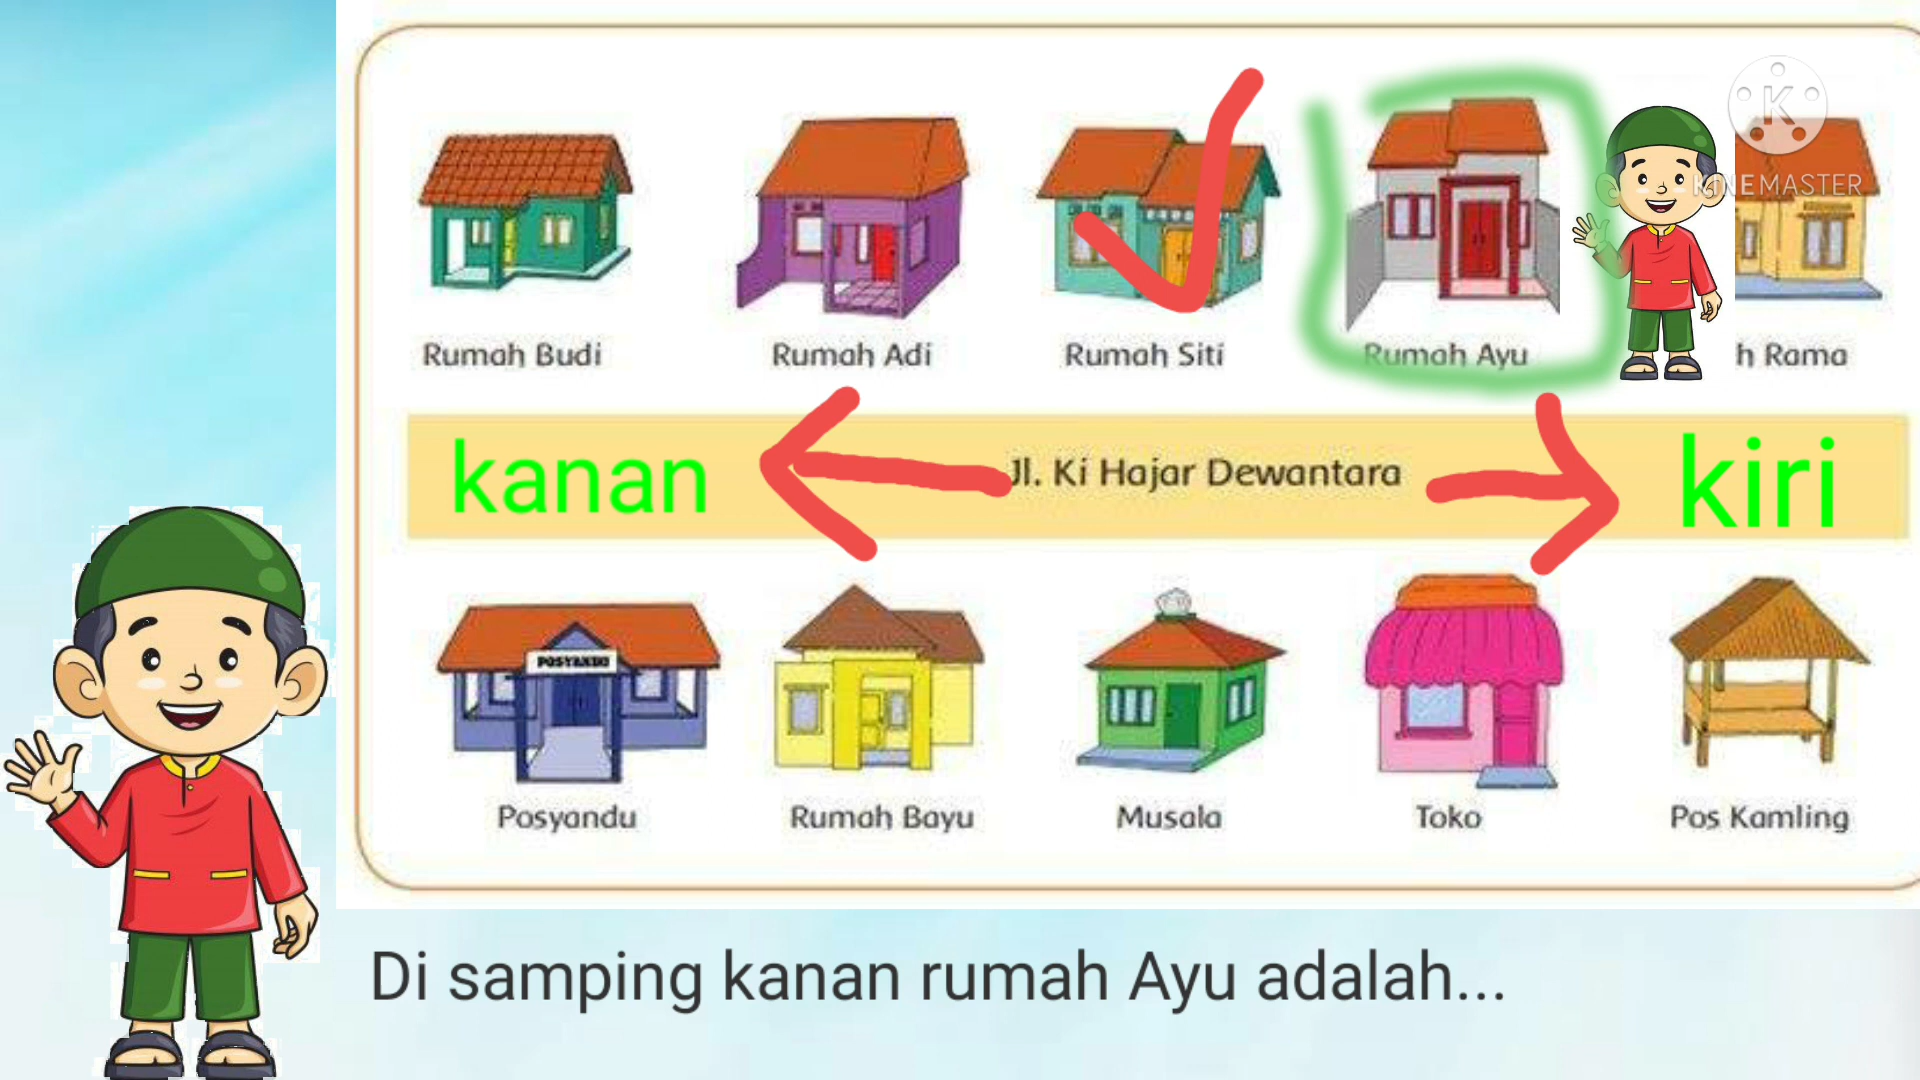 KINEMASTER
Rumah Budi
Rumah Adi
Rumah Siti
Rumah Ayu
h Rama
kanan
Jl. Ki Hajar Dewantara
kiri
POSYANDU
Posyandu
Rumah Bayu
Musala
Toko
Pos Kamling
Di samping kanan rumah Ayu adalah...